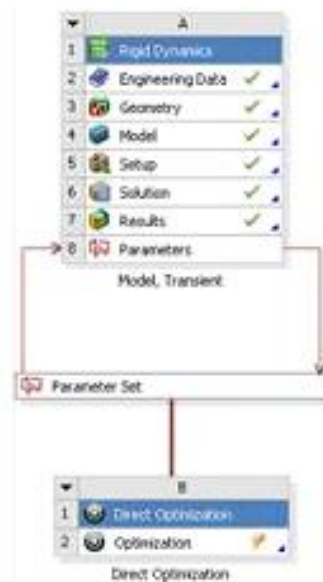 A
1 Rigid Dynamics
2 Engineering Data
3 Geometry
4 Model
5 Setup
6 Solution
7 Results
8 Parameters
Model, Transient
Parameter Set
B
1 Direct Optimization
2 Optimization
Direct Optimization